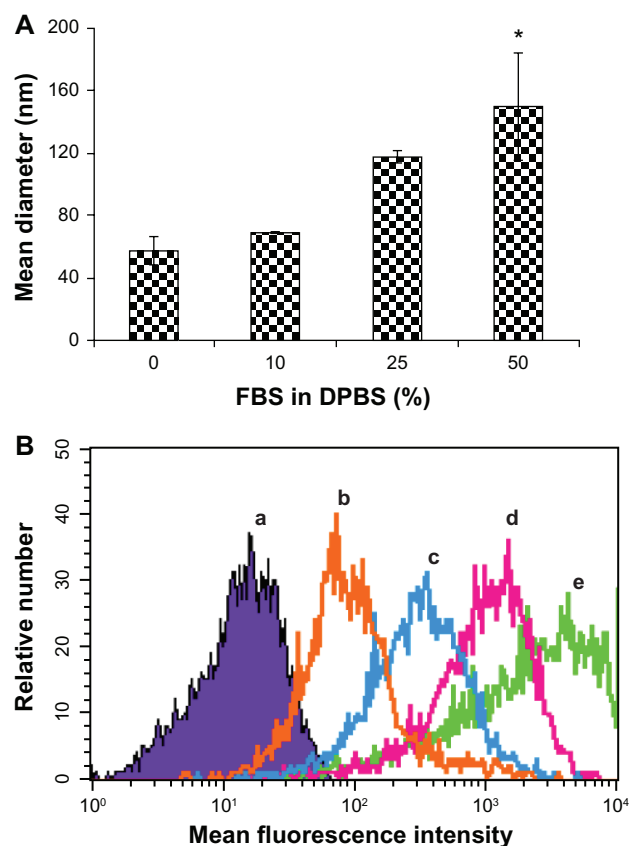 A
200
160
120
80
40
0
Mean diameter (nm)
*
0 10 25 50
FBS in DPBS (%)
B
50
40
30
20
10
0
Relative number
a b c d e
10⁰ 10¹ 10² 10³ 10⁴
Mean fluorescence intensity